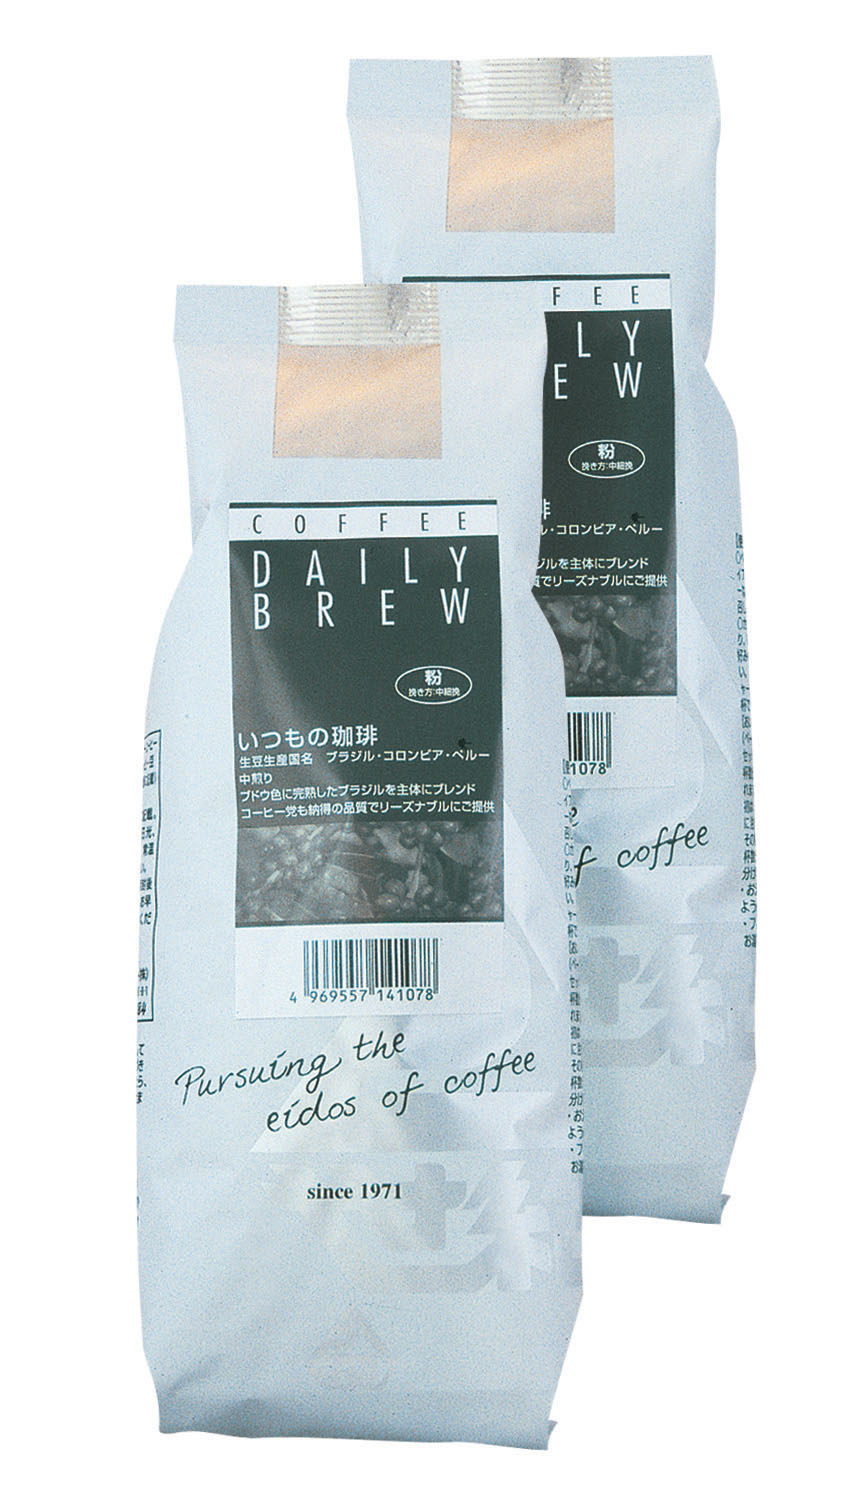 COFFEE
DAILY
BREW
粉
挽き方:中細挽
いつもの珈琲
生豆生産国名 ブラジル・コロンビア・ペルー
中煎り
ブドウ色に完熟したブラジルを主体にブレンド
コーヒー党も納得の品質でリーズナブルにご提供
4 969557 141078
Pursuing the
eidos of coffee
since 1971
FEE
LY
EW
粉
挽き方:中細挽
琲
ル・コロンビア・ペルー
ジルを主体にブレンド
質でリーズナブルにご提供
1078
of coffee